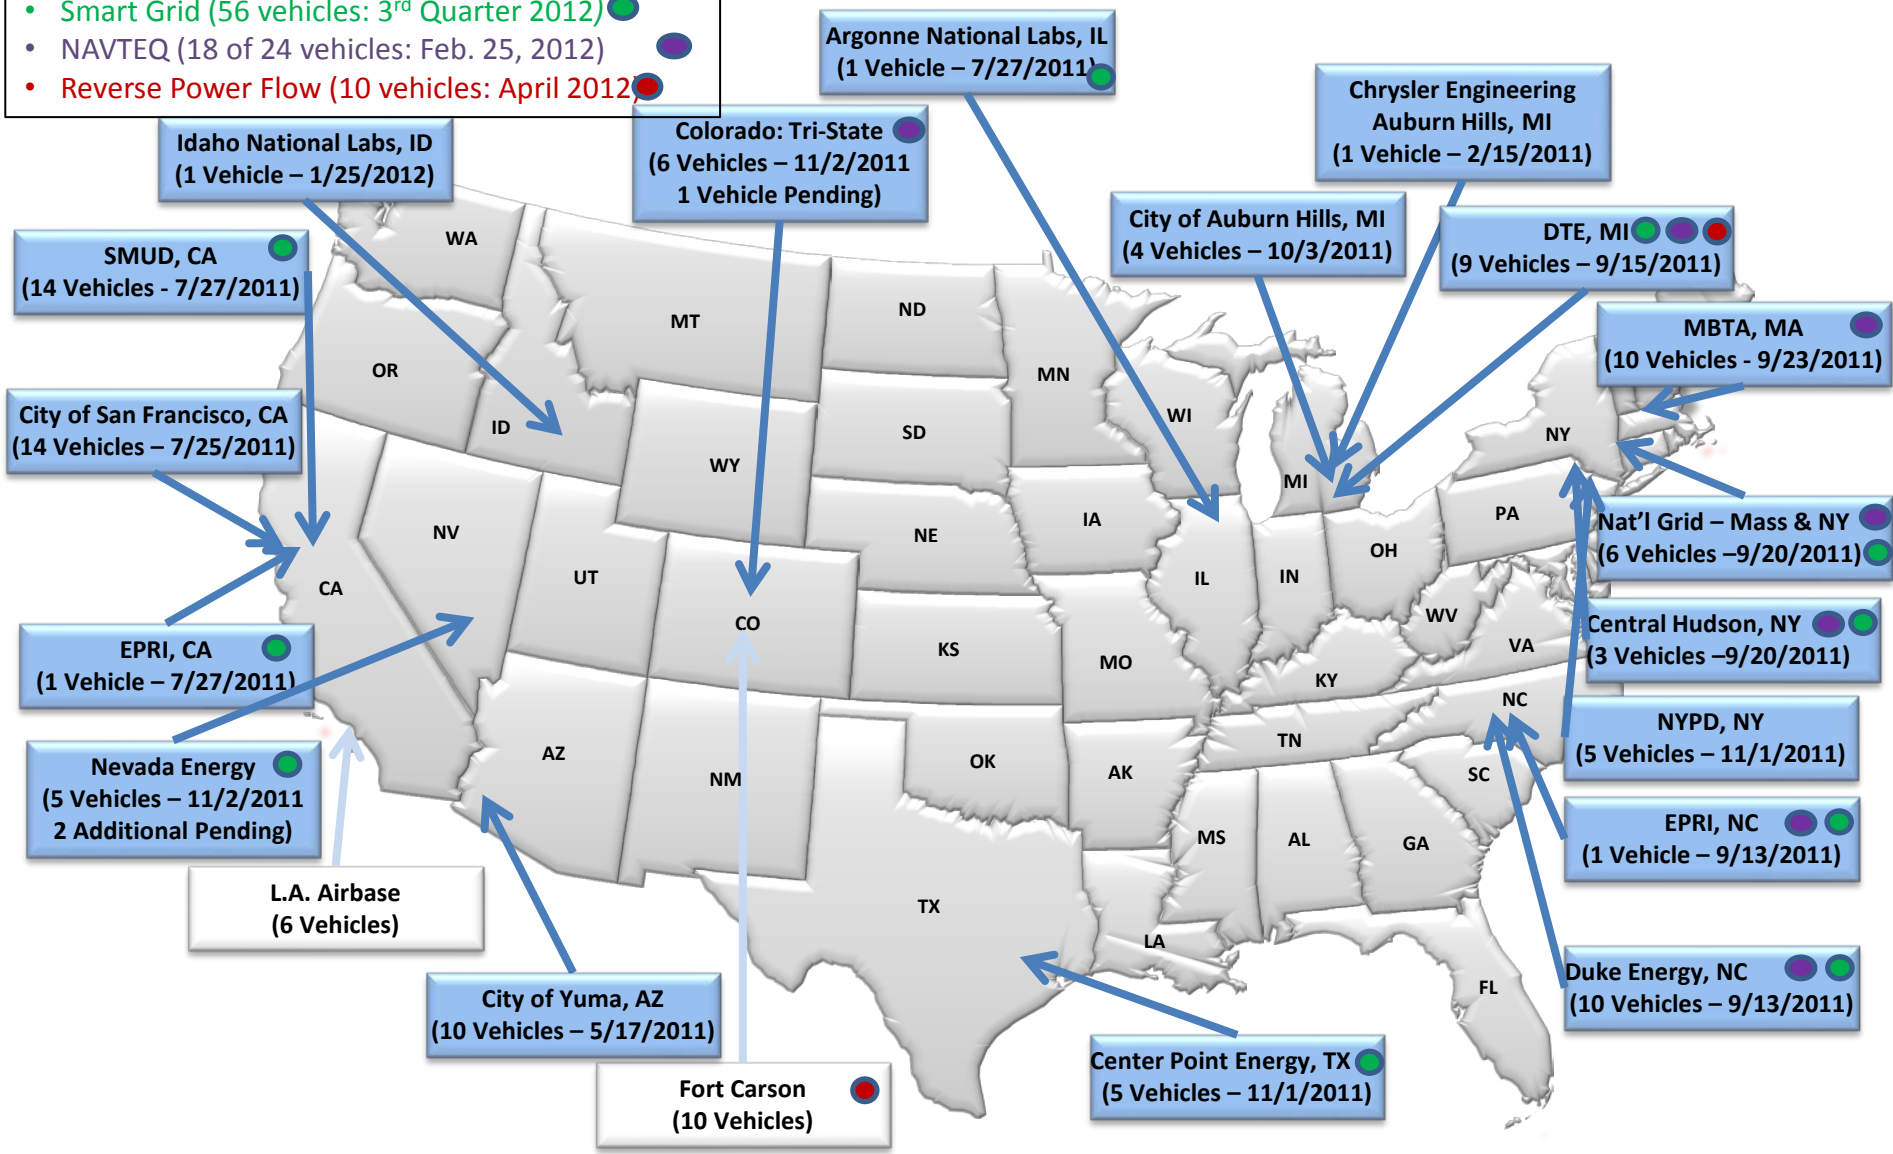 • Smart Grid (56 vehicles: 3rd Quarter 2012)
• NAVTEQ (18 of 24 vehicles: Feb. 25, 2012)
• Reverse Power Flow (10 vehicles: April 2012)
Argonne National Labs, IL
(1 Vehicle – 7/27/2011)
Chrysler Engineering
Auburn Hills, MI
(1 Vehicle – 2/15/2011)
Idaho National Labs, ID
(1 Vehicle – 1/25/2012)
Colorado: Tri-State
(6 Vehicles – 11/2/2011
1 Vehicle Pending)
City of Auburn Hills, MI
(4 Vehicles – 10/3/2011)
DTE, MI
(9 Vehicles – 9/15/2011)
SMUD, CA
(14 Vehicles - 7/27/2011)
MBTA, MA
(10 Vehicles - 9/23/2011)
City of San Francisco, CA
(14 Vehicles – 7/25/2011)
Nat’l Grid – Mass & NY
(6 Vehicles –9/20/2011)
EPRI, CA
(1 Vehicle – 7/27/2011)
Central Hudson, NY
(3 Vehicles –9/20/2011)
NYPD, NY
(5 Vehicles – 11/1/2011)
Nevada Energy
(5 Vehicles – 11/2/2011
2 Additional Pending)
EPRI, NC
(1 Vehicle – 9/13/2011)
L.A. Airbase
(6 Vehicles)
Duke Energy, NC
(10 Vehicles – 9/13/2011)
City of Yuma, AZ
(10 Vehicles – 5/17/2011)
Center Point Energy, TX
(5 Vehicles – 11/1/2011)
Fort Carson
(10 Vehicles)
WA
MT
ND
MN
OR
ID
SD
WI
WY
MI
NY
PA
IA
NV
NE
OH
UT
IL
IN
CA
CO
WV
KS
MO
VA
KY
NC
TN
AZ
NM
OK
AK
SC
MS
AL
GA
TX
LA
FL